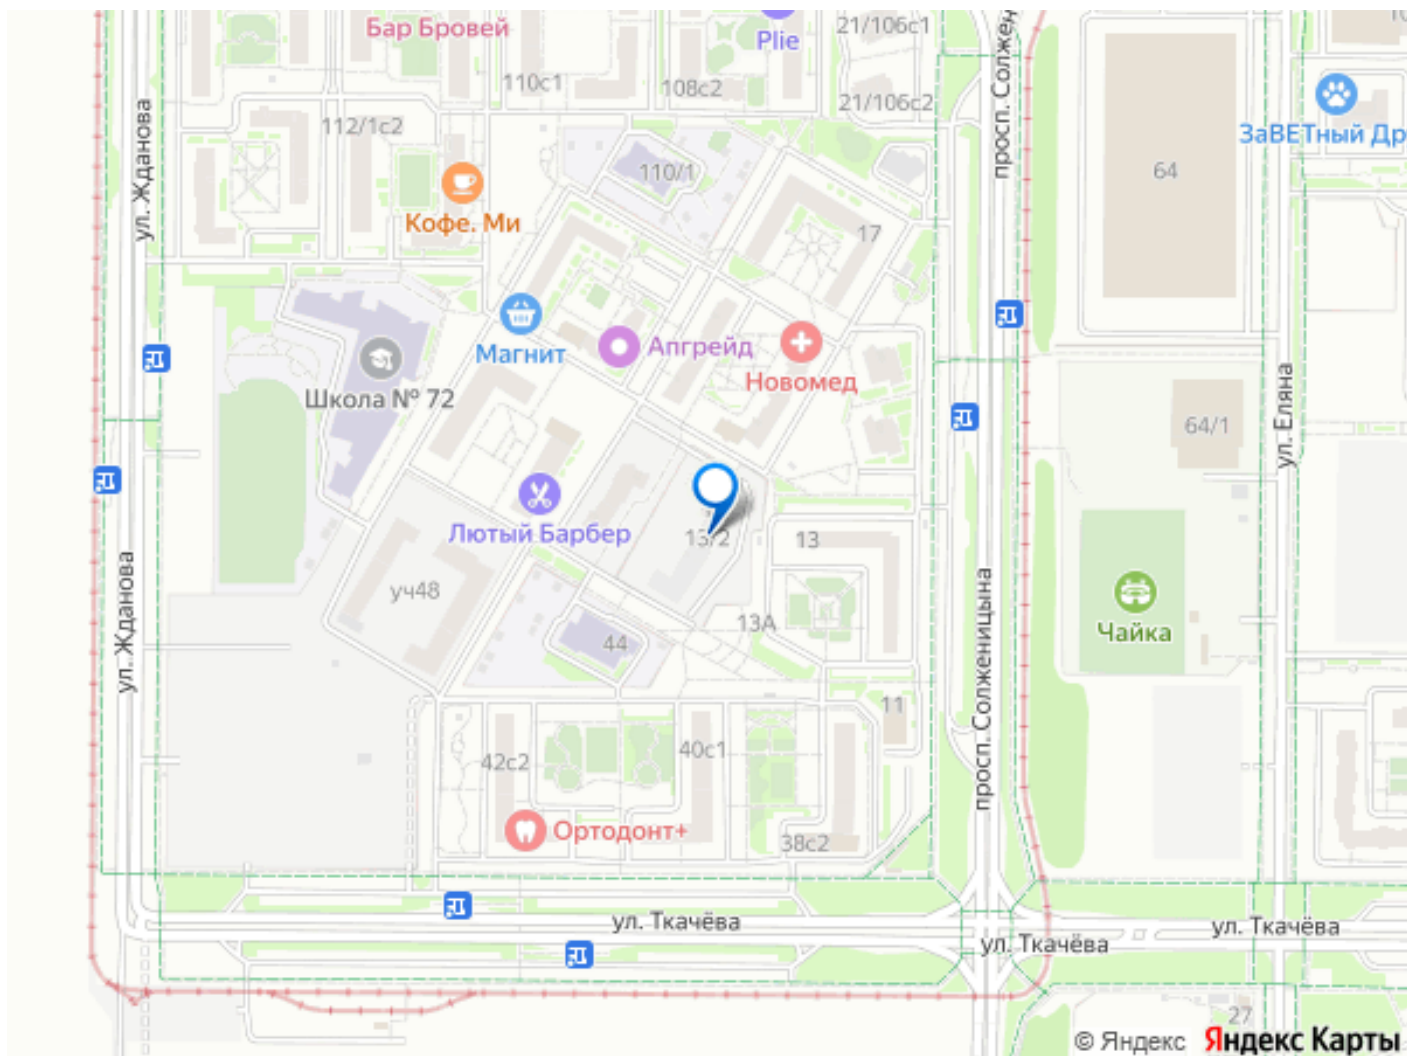 Бар Бровей
Plie
21/106с1
110с1
108с2
21/106с2
112/1с2
ул. Жданова
просп. Солжен
ЗаВЕТный Др
64
110/1
Кофе. Ми
17
Магнит
Апгрейд
Новомед
Школа № 72
64/1
ул. Еляна
Лютый Барбер
13/2
13
уч48
ул. Жданова
просп. Солженицына
Чайка
13А
44
11
42с2
40с1
Ортодонт+
38с2
ул. Ткачёва
ул. Ткачёва
ул. Ткачёва
27
© Яндекс Яндекс Карты